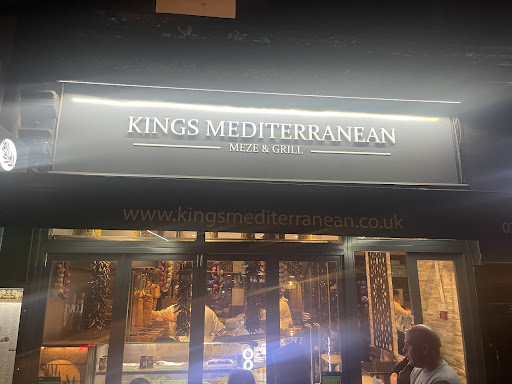 KINGS MEDITERRANEAN
MEZE & GRILL
www.kingsmediterranean.co.uk